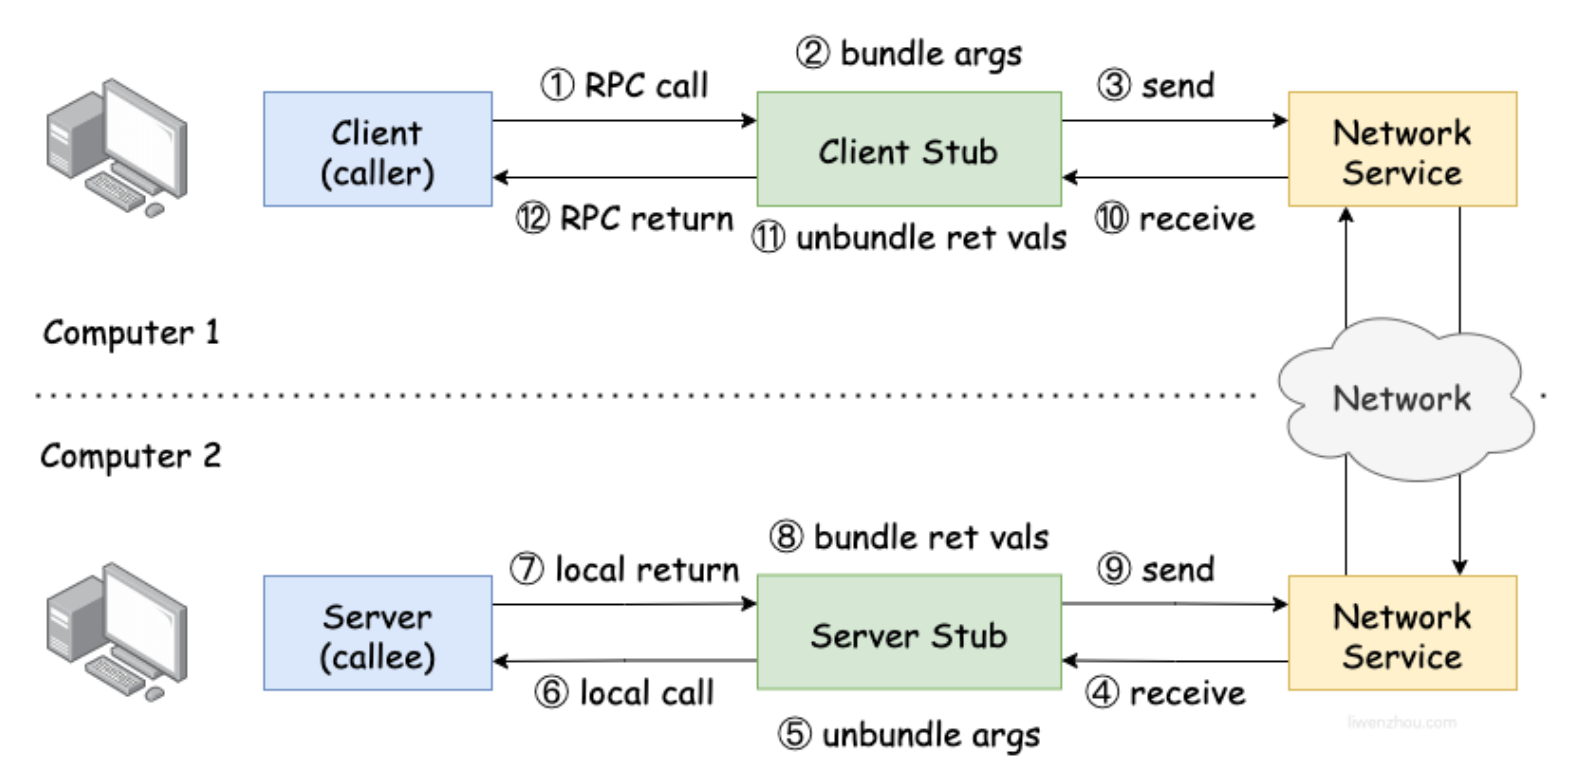 ② bundle args
① RPC call
③ send
Client
(caller)
Client Stub
Network
Service
⑫ RPC return
⑪ unbundle ret vals
⑩ receive
Computer 1
Network
Computer 2
⑧ bundle ret vals
⑦ local return
⑨ send
Server
(callee)
Server Stub
Network
Service
⑥ local call
④ receive
⑤ unbundle args
liwenzhou.com